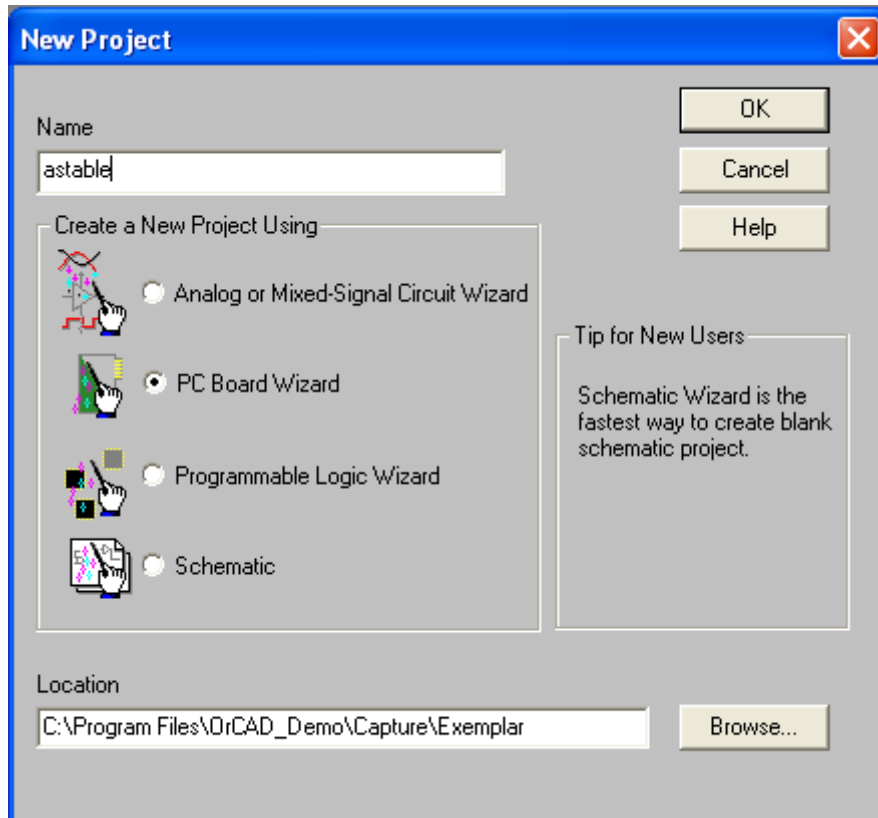 New Project
Name
OK
astable
Cancel
Create a New Project Using
Help
Analog or Mixed-Signal Circuit Wizard
Tip for New Users
PC Board Wizard
Schematic Wizard is the
fastest way to create blank
schematic project.
Programmable Logic Wizard
Schematic
Location
C:\Program Files\OrCAD_Demo\Capture\Exemplar
Browse...